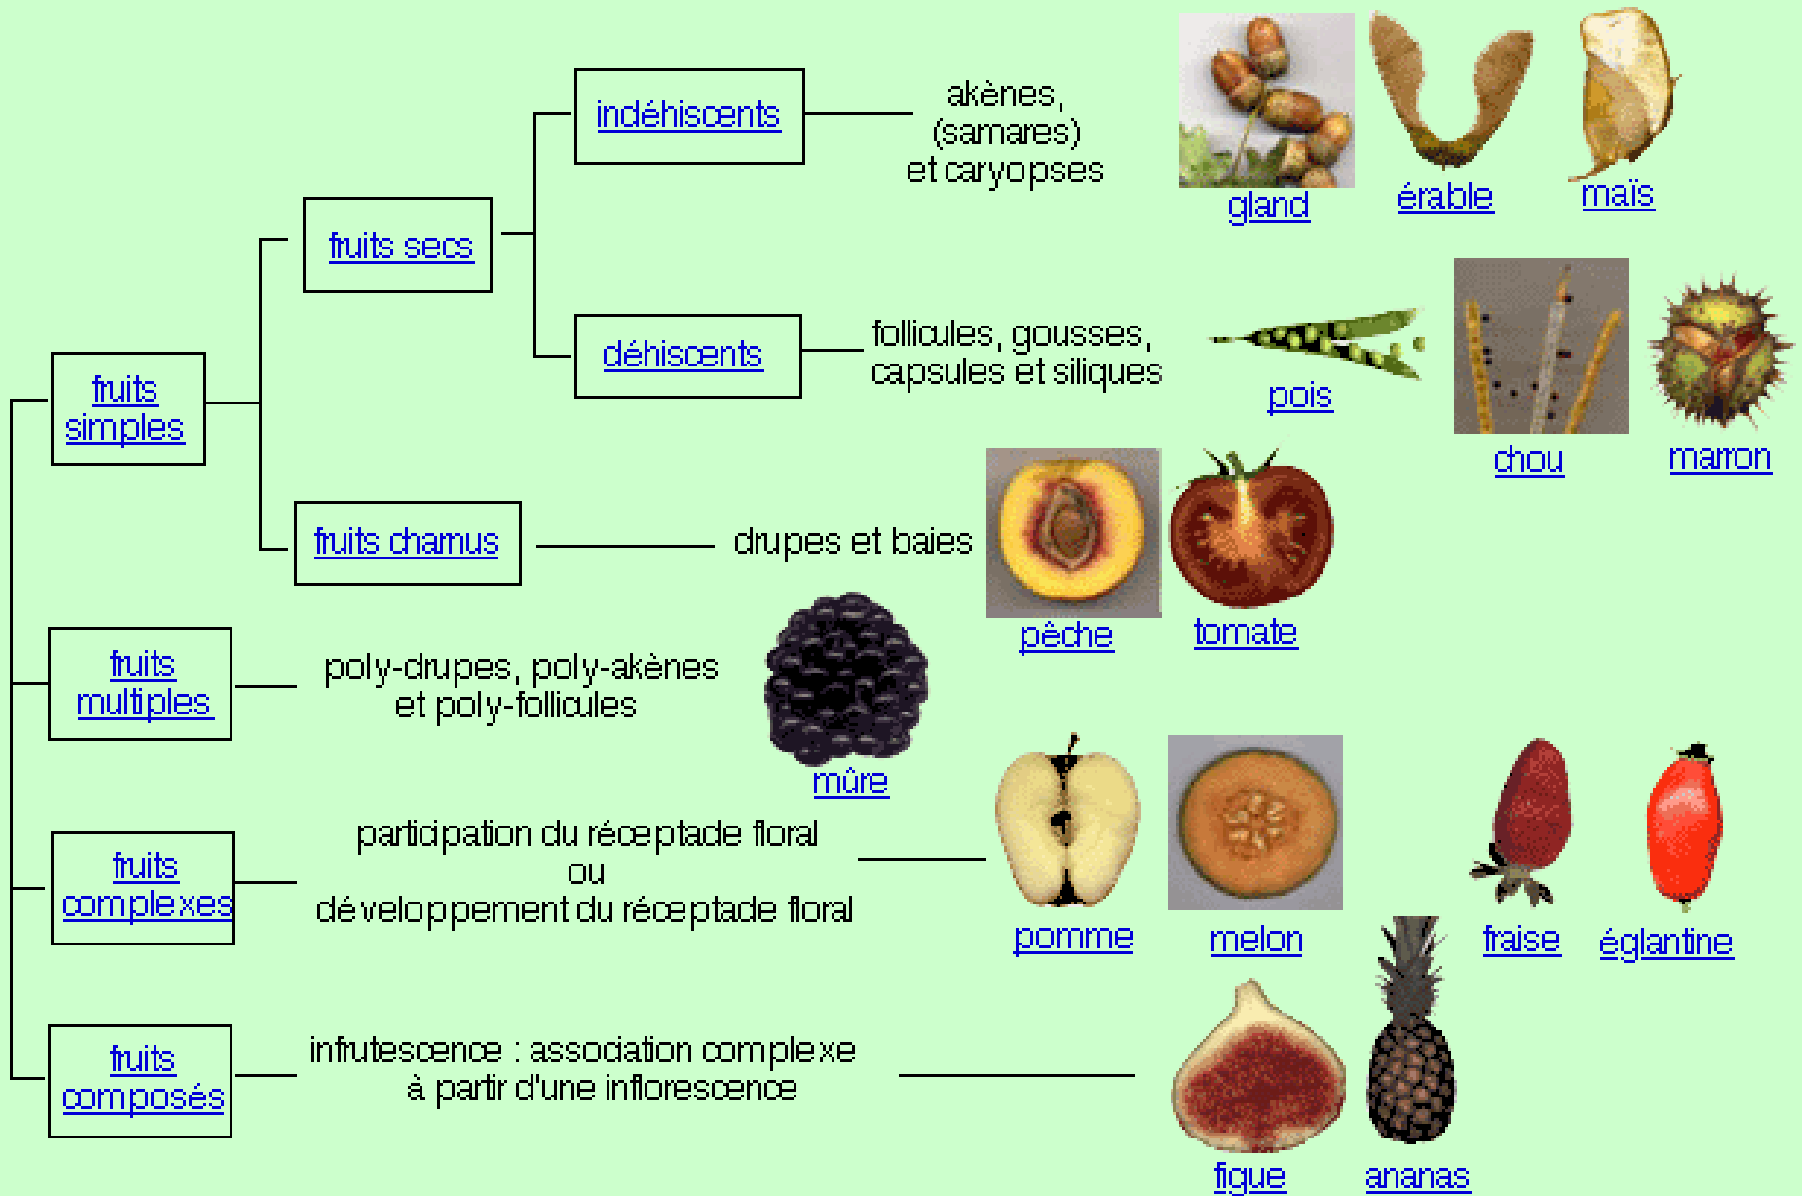 indéhiscents
akènes,
(samares)
et caryopses
gland
érable
maïs
fruits secs
déhiscents
follicules, gousses,
capsules et siliques
pois
chou
marron
fruits
simples
fruits charnus
drupes et baies
pêche
tomate
fruits
multiples
poly-drupes, poly-akènes
et poly-follicules
mûre
fruits
complexes
participation du réceptacle floral
ou
développement du réceptacle floral
pomme
melon
fraise
églantine
fruits
composés
infrutescence : association complexe
à partir d'une inflorescence
figue
ananas